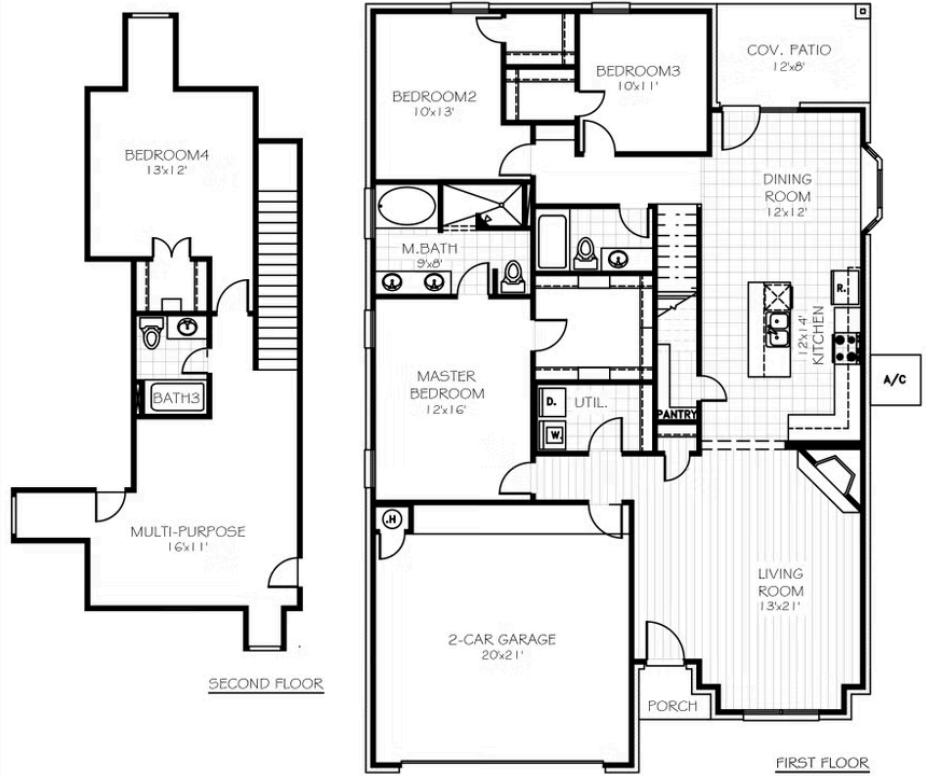 BEDROOM4
13'x12'
BATH3
MULTI-PURPOSE
16'x11'
SECOND FLOOR
COV. PATIO
12'x8'
BEDROOM3
10'x11'
BEDROOM2
10'x13'
DINING
ROOM
12'x12'
M.BATH
9'x8'
R.
12'x14'
KITCHEN
A/C
MASTER
BEDROOM
12'x16'
D.
UTIL.
W.
PANTRY
.H
LIVING
ROOM
13'x21'
2-CAR GARAGE
20'x21'
PORCH
FIRST FLOOR